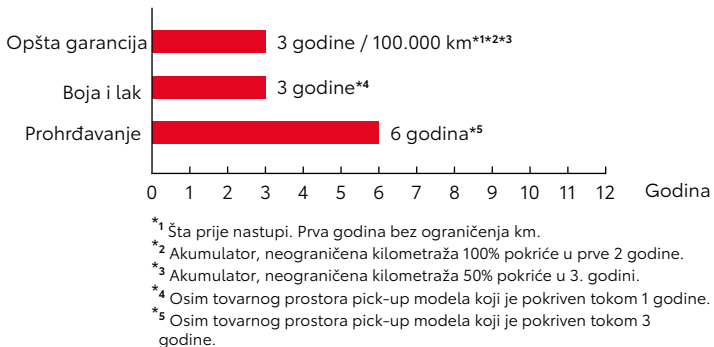 Opšta garancija 3 godine / 100.000 km*1*2*3
Boja i lak 3 godine*4
Prohrđavanje 6 godina*5
0 1 2 3 4 5 6 7 8 9 10 11 12 Godina
*1 Šta prije nastupi. Prva godina bez ograničenja km.
*2 Akumulator, neograničena kilometraža 100% pokriće u prve 2 godine.
*3 Akumulator, neograničena kilometraža 50% pokriće u 3. godini.
*4 Osim tovarnog prostora pick-up modela koji je pokriven tokom 1 godine.
*5 Osim tovarnog prostora pick-up modela koji je pokriven tokom 3
godine.